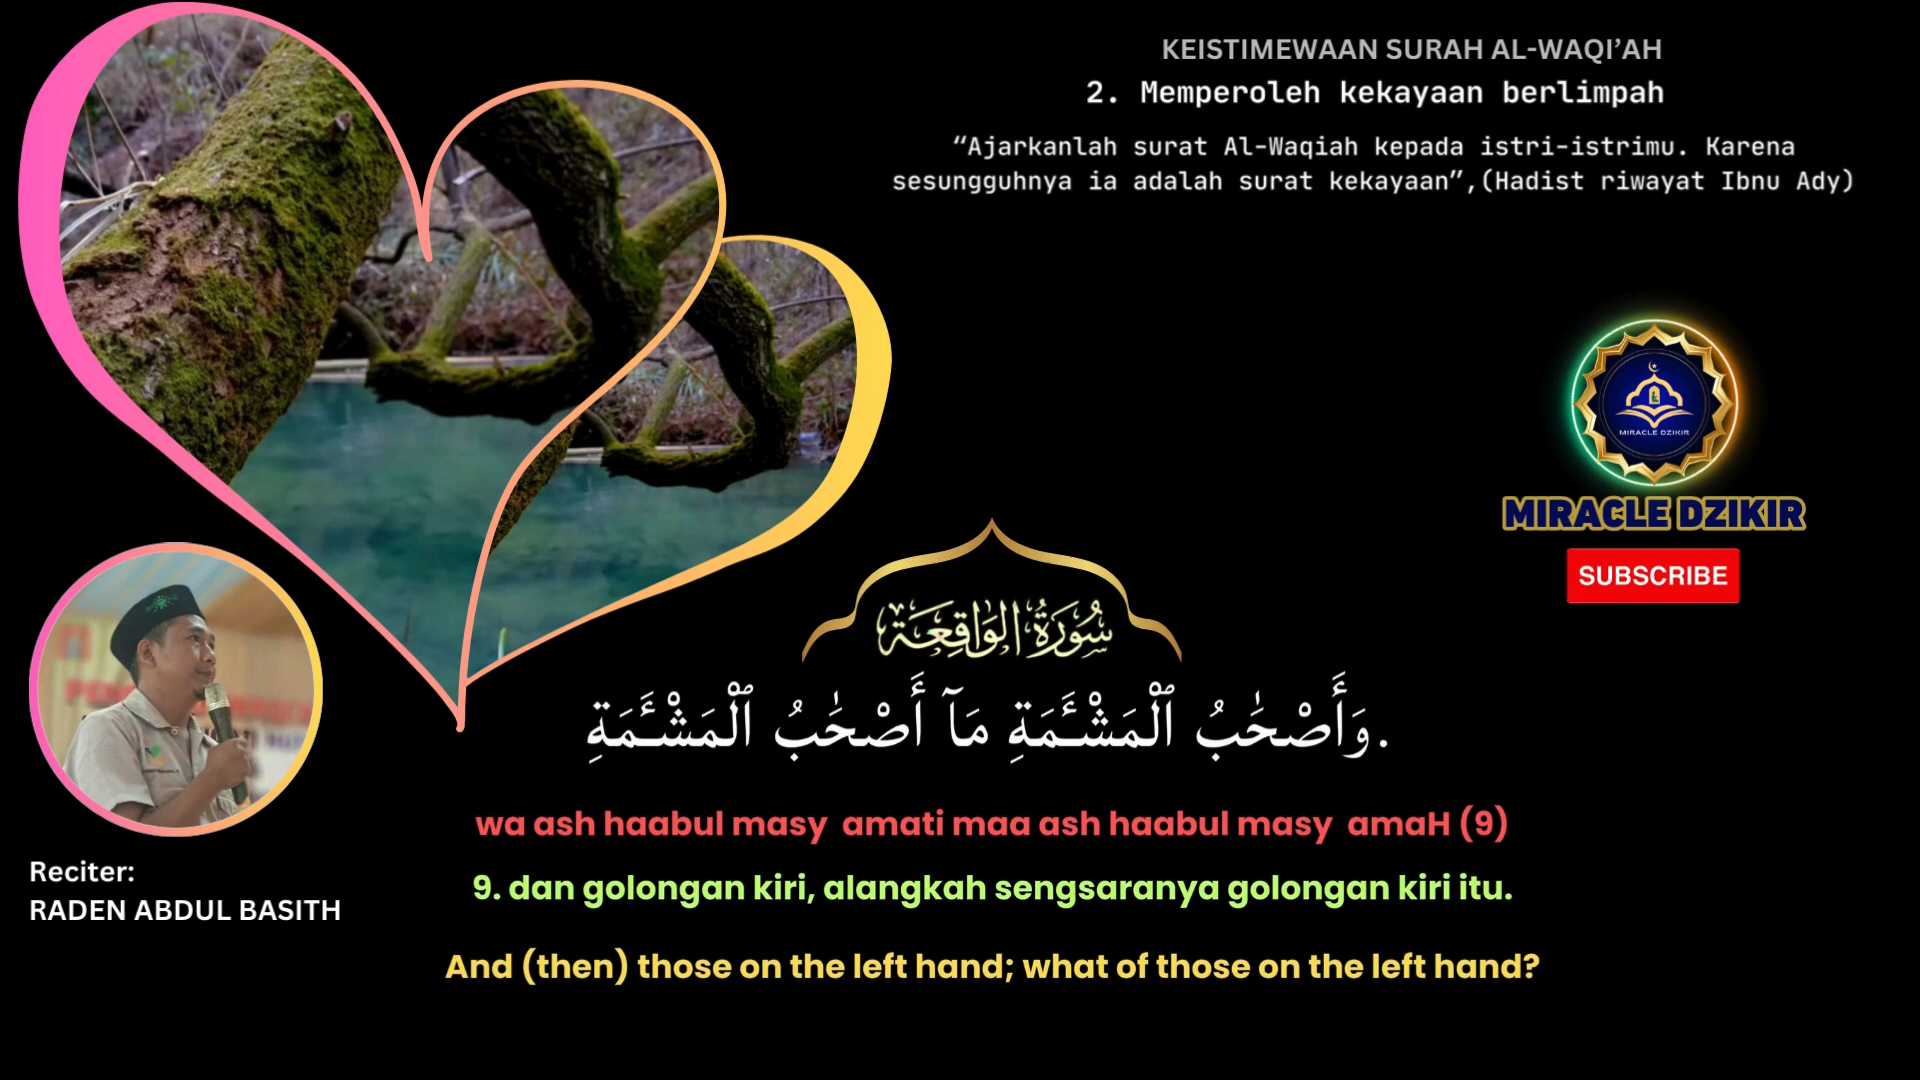 KEISTIMEWAAN SURAH AL-WAQI’AH
2. Memperoleh kekayaan berlimpah
“Ajarkanlah surat Al-Waqiah kepada istri-istrimu. Karena
sesungguhnya ia adalah surat kekayaan”,(Hadist riwayat Ibnu Ady)
MIRACLE DZIKIR
MIRACLE DZIKIR
SUBSCRIBE
سُورَةُ الوَاقِعَة
وَأَصْحَٰبُ ٱلْمَشْـَٔمَةِ مَآ أَصْحَٰبُ ٱلْمَشْـَٔمَةِ.
wa ash haabul masy amati maa ash haabul masy amaH (9)
9. dan golongan kiri, alangkah sengsaranya golongan kiri itu.
And (then) those on the left hand; what of those on the left hand?
Reciter:
RADEN ABDUL BASITH